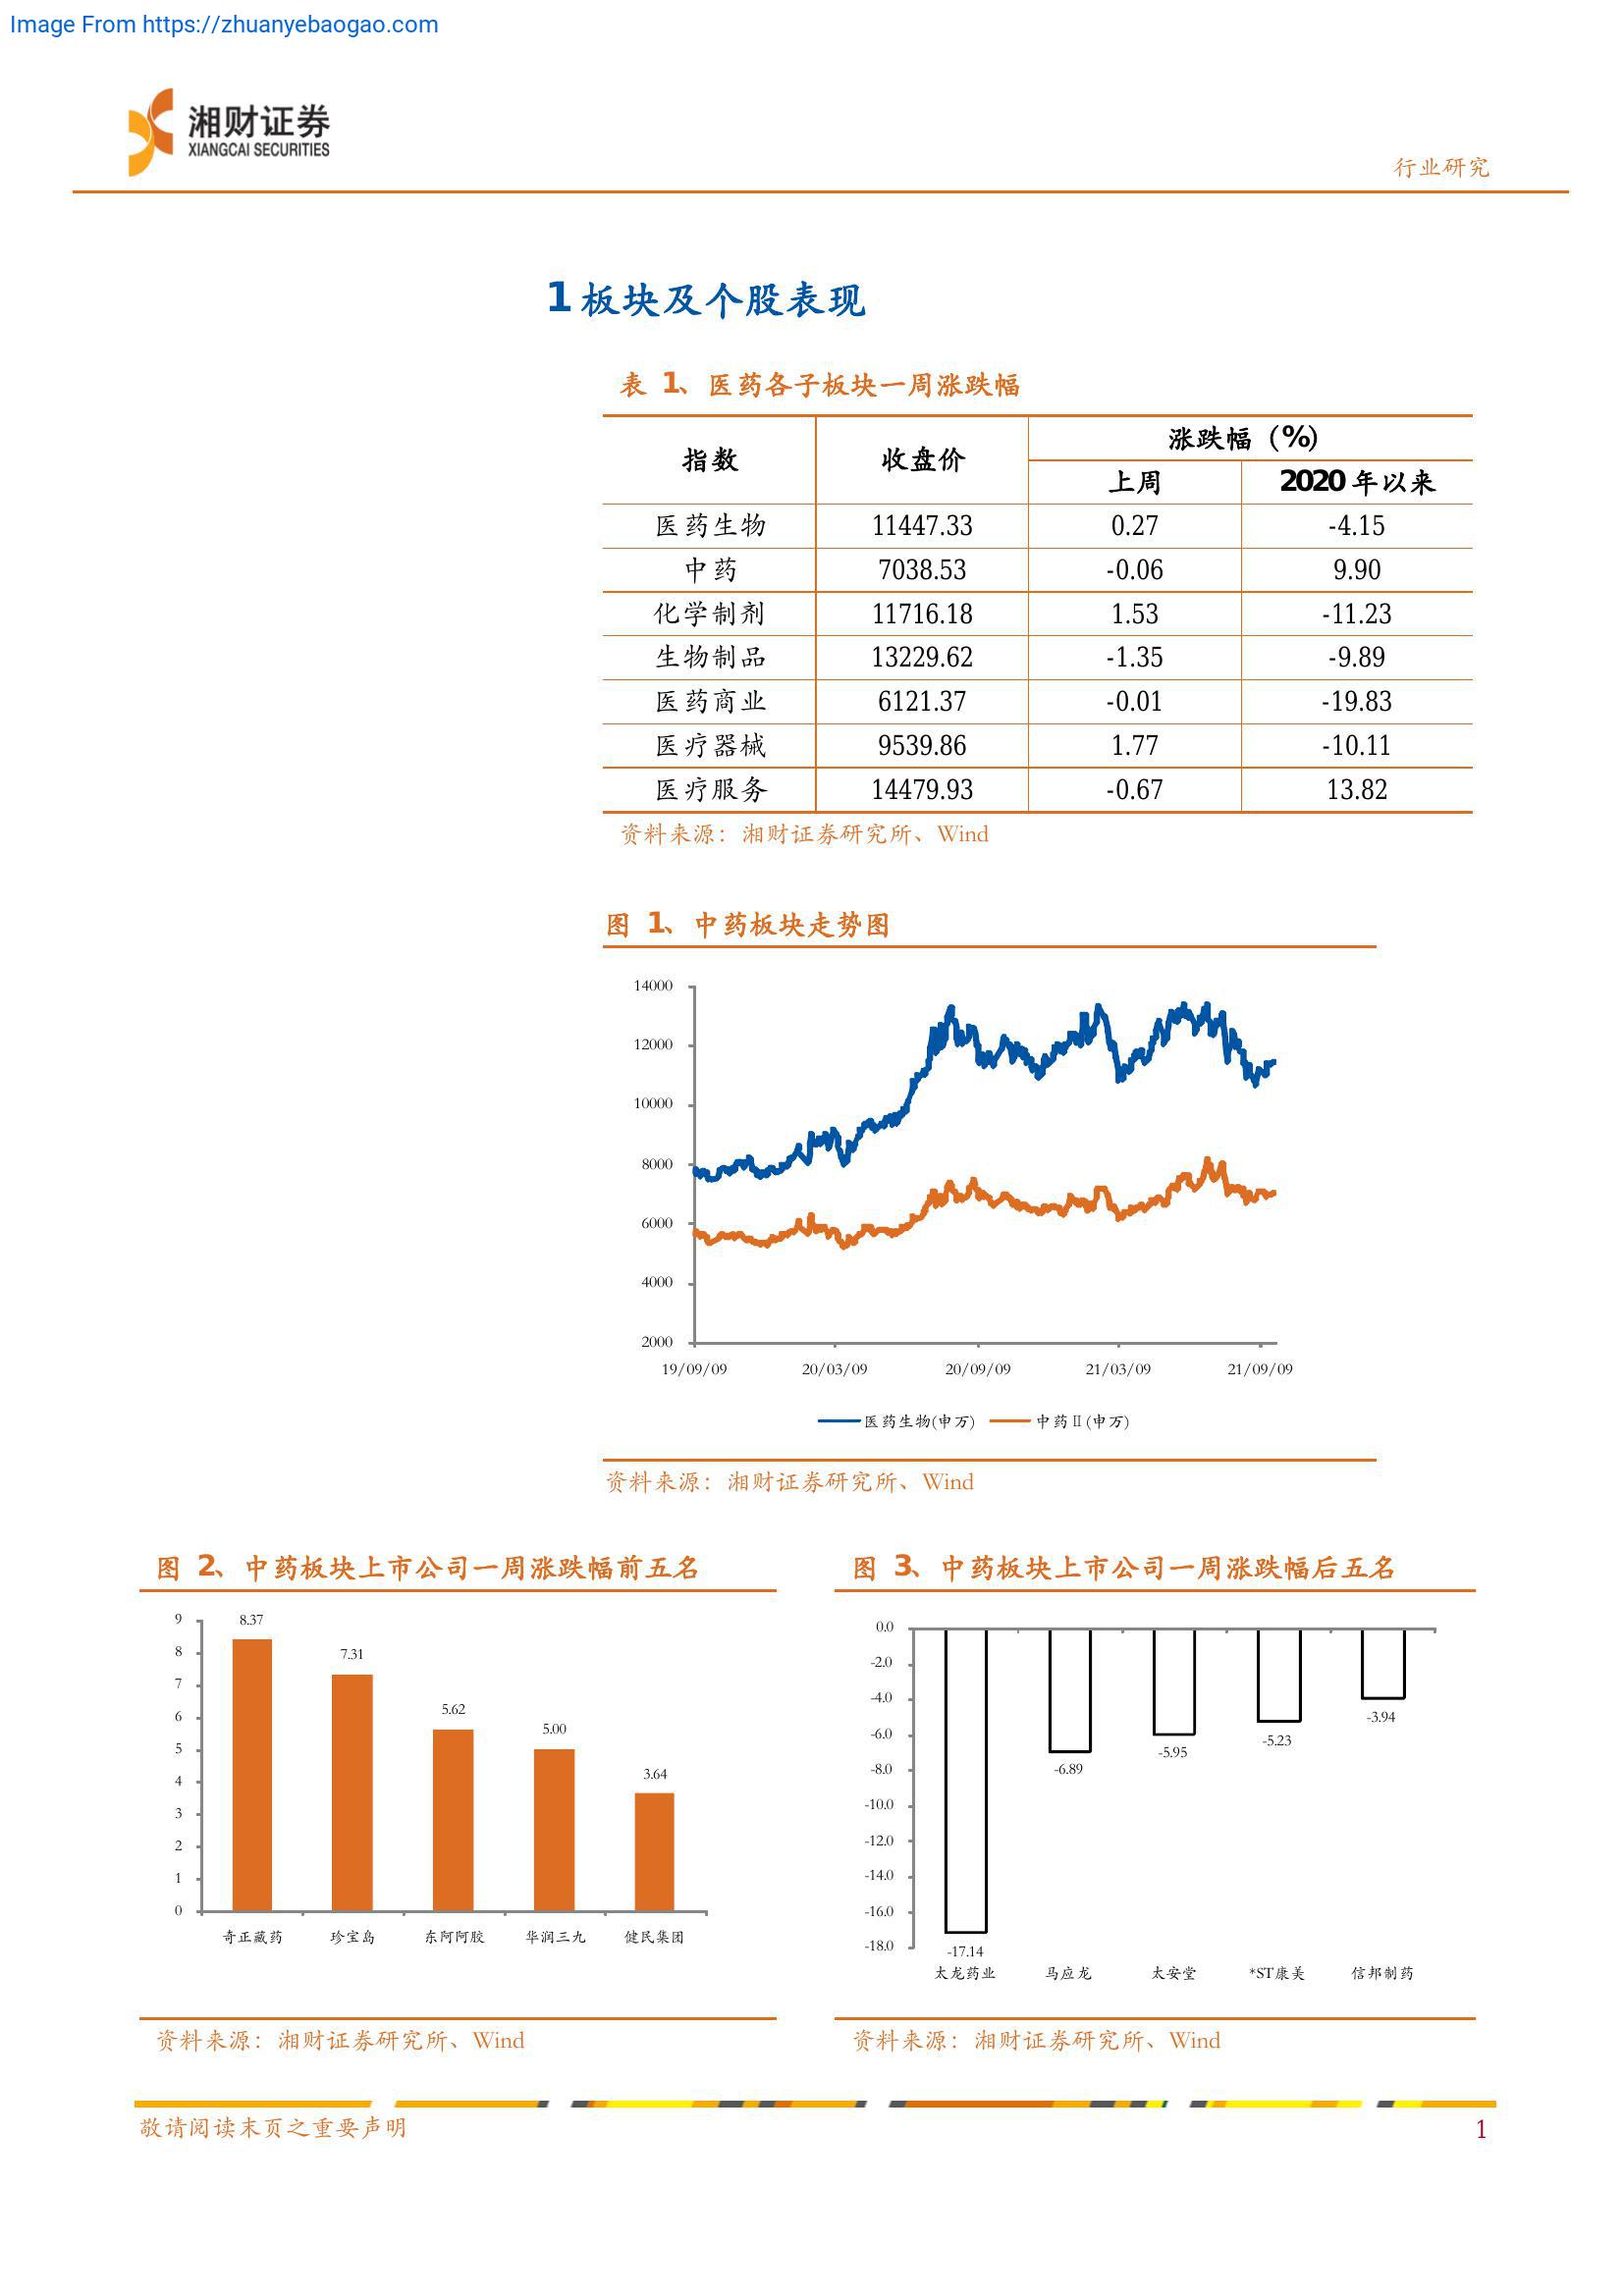 Image From https://zhuanyebaogao.com
湘财证券
XIANGCAI SECURITIES
行业研究
1 板块及个股表现
表 1、医药各子板块一周涨跌幅
指数 收盘价 涨跌幅（%）
上周 2020 年以来
医药生物 11447.33 0.27 -4.15
中药 7038.53 -0.06 9.90
化学制剂 11716.18 1.53 -11.23
生物制品 13229.62 -1.35 -9.89
医药商业 6121.37 -0.01 -19.83
医疗器械 9539.86 1.77 -10.11
医疗服务 14479.93 -0.67 13.82
资料来源：湘财证券研究所、Wind
图 1、中药板块走势图
14000
12000
10000
8000
6000
4000
2000
19/09/09 20/03/09 20/09/09 21/03/09 21/09/09
医药生物(申万) 中药Ⅱ(申万)
资料来源：湘财证券研究所、Wind
图 2、中药板块上市公司一周涨跌幅前五名
9
8
7
6
5
4
3
2
1
0
8.37
7.31
5.62
5.00
3.64
奇正藏药 珍宝岛 东阿阿胶 华润三九 健民集团
资料来源：湘财证券研究所、Wind
图 3、中药板块上市公司一周涨跌幅后五名
0.0
-2.0
-4.0
-6.0
-8.0
-10.0
-12.0
-14.0
-16.0
-18.0
-17.14
-6.89
-5.95
-5.23
-3.94
太龙药业 马应龙 太安堂 *ST康美 信邦制药
资料来源：湘财证券研究所、Wind
敬请阅读末页之重要声明
1